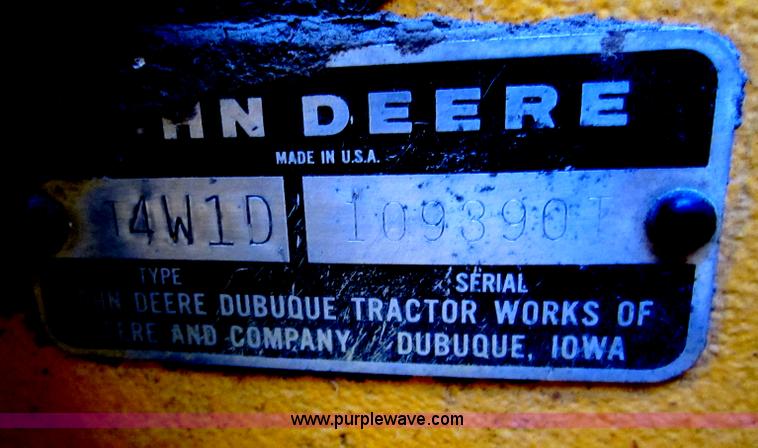 HN DEERE
MADE IN U.S.A.
T4W1D 109390T
TYPE SERIAL
HN DEERE DUBUQUE TRACTOR WORKS OF
ERE AND COMPANY DUBUQUE, IOWA
www.purplewave.com